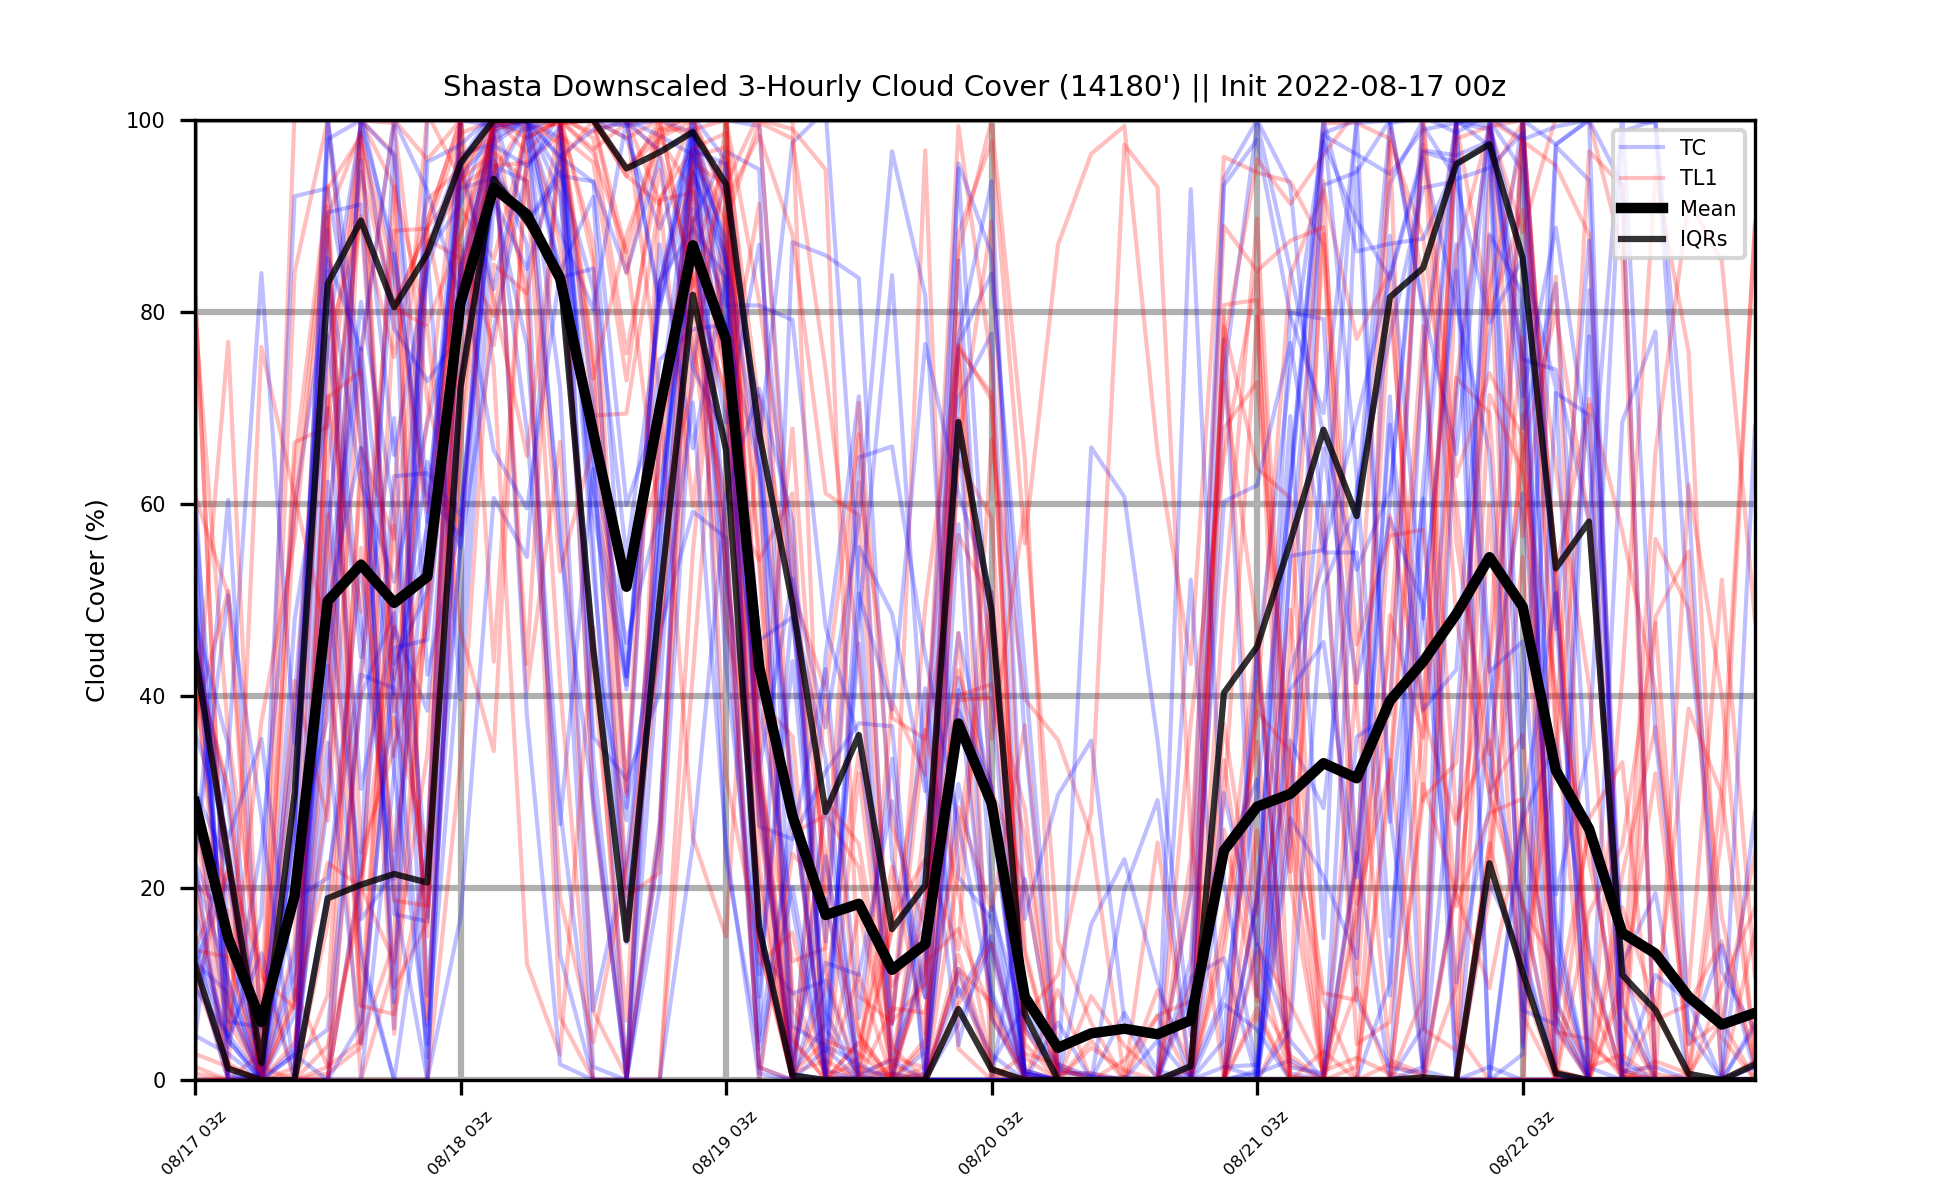 Shasta Downscaled 3-Hourly Cloud Cover (14180') || Init 2022-08-17 00z
100
80
60
40
20
0
Cloud Cover (%)
TC
TL1
Mean
IQRs
08/17 03z
08/18 03z
08/19 03z
08/20 03z
08/21 03z
08/22 03z